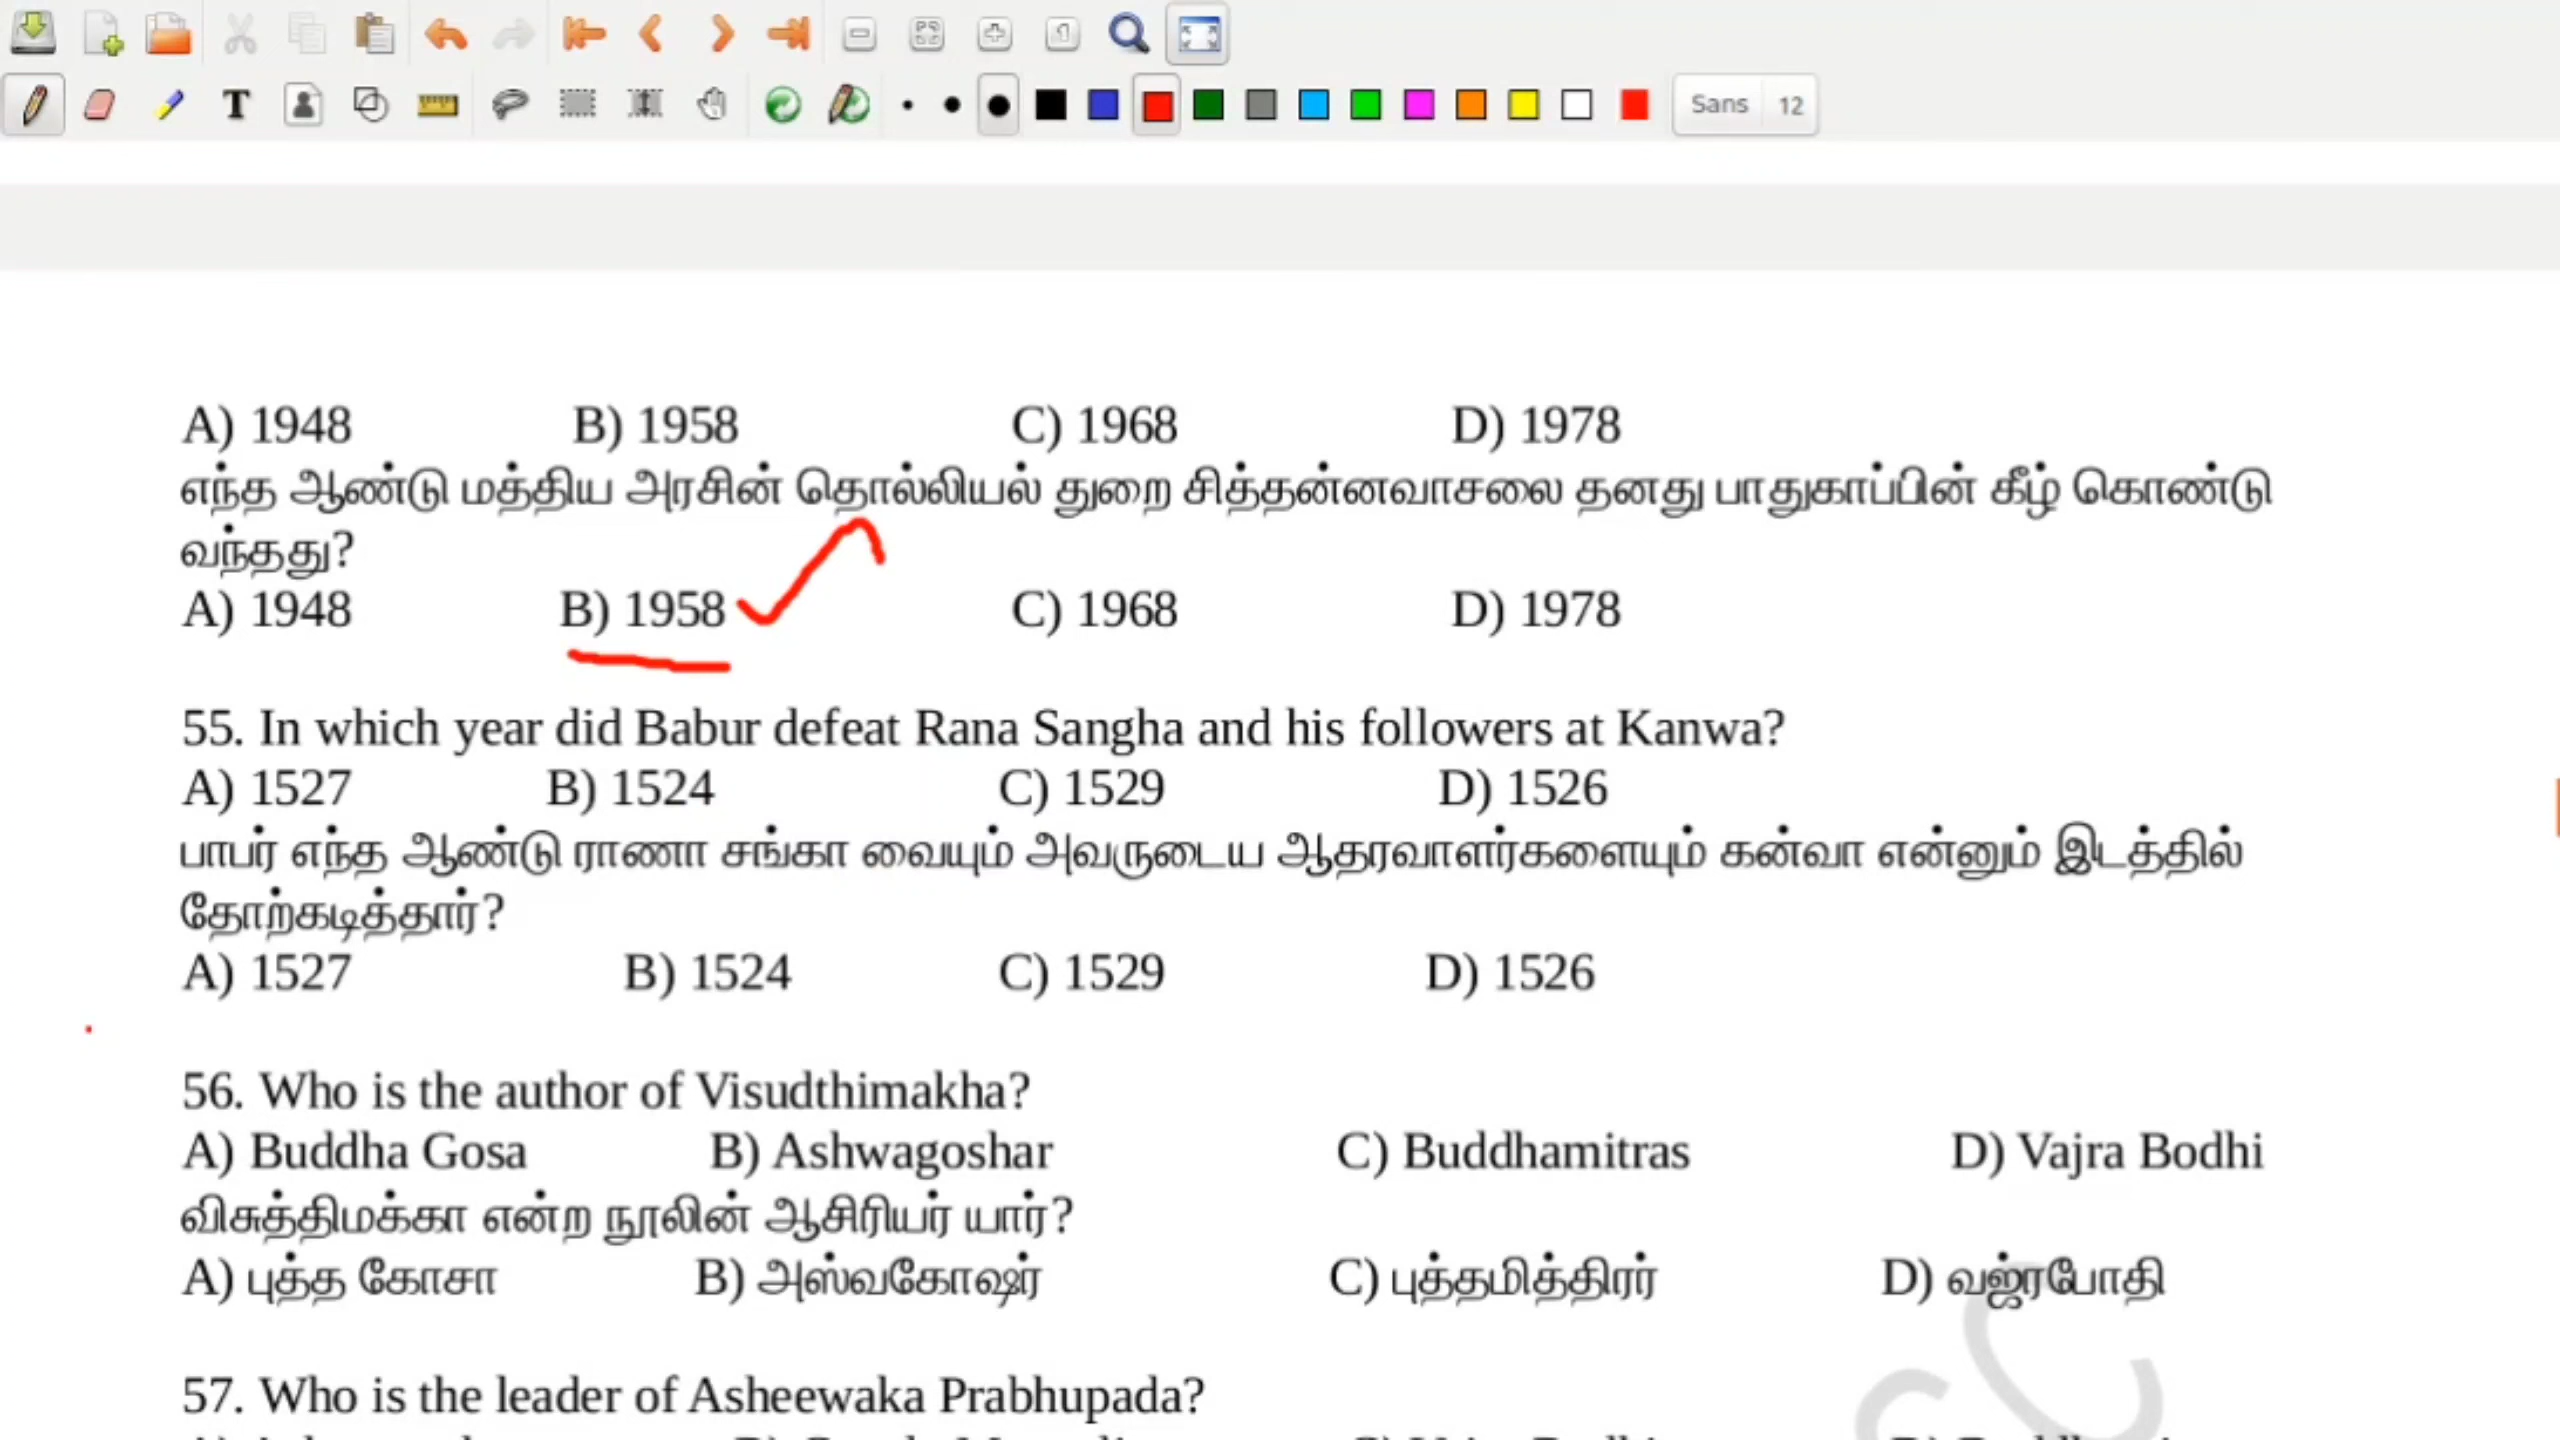 Sans 12
A) 1948 B) 1958 C) 1968 D) 1978
எந்த ஆண்டு மத்திய அரசின் தொல்லியல் துறை சித்தன்னவாசலை தனது பாதுகாப்பின் கீழ் கொண்டு
வந்தது?
A) 1948 B) 1958 C) 1968 D) 1978
55. In which year did Babur defeat Rana Sangha and his followers at Kanwa?
A) 1527 B) 1524 C) 1529 D) 1526
பாபர் எந்த ஆண்டு ராணா சங்கா வையும் அவருடைய ஆதரவாளர்களையும் கன்வா என்னும் இடத்தில்
தோற்கடித்தார்?
A) 1527 B) 1524 C) 1529 D) 1526
56. Who is the author of Visudthimakha?
A) Buddha Gosa B) Ashwagoshar C) Buddhamitras D) Vajra Bodhi
விசுத்திமக்கா என்ற நூலின் ஆசிரியர் யார்?
A) புத்த கோசா B) அஸ்வகோஷர் C) புத்தமித்திரர் D) வஜ்ரபோதி
57. Who is the leader of Asheewaka Prabhupada?